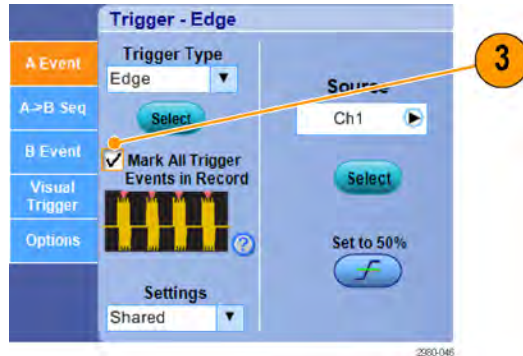 Trigger - Edge
A Event
A->B Seq
B Event
Visual
Trigger
Options
Trigger Type
Edge
Select
Mark All Trigger
Events in Record
?
Settings
Shared
3
Source
Ch1
Select
Set to 50%
2980-046